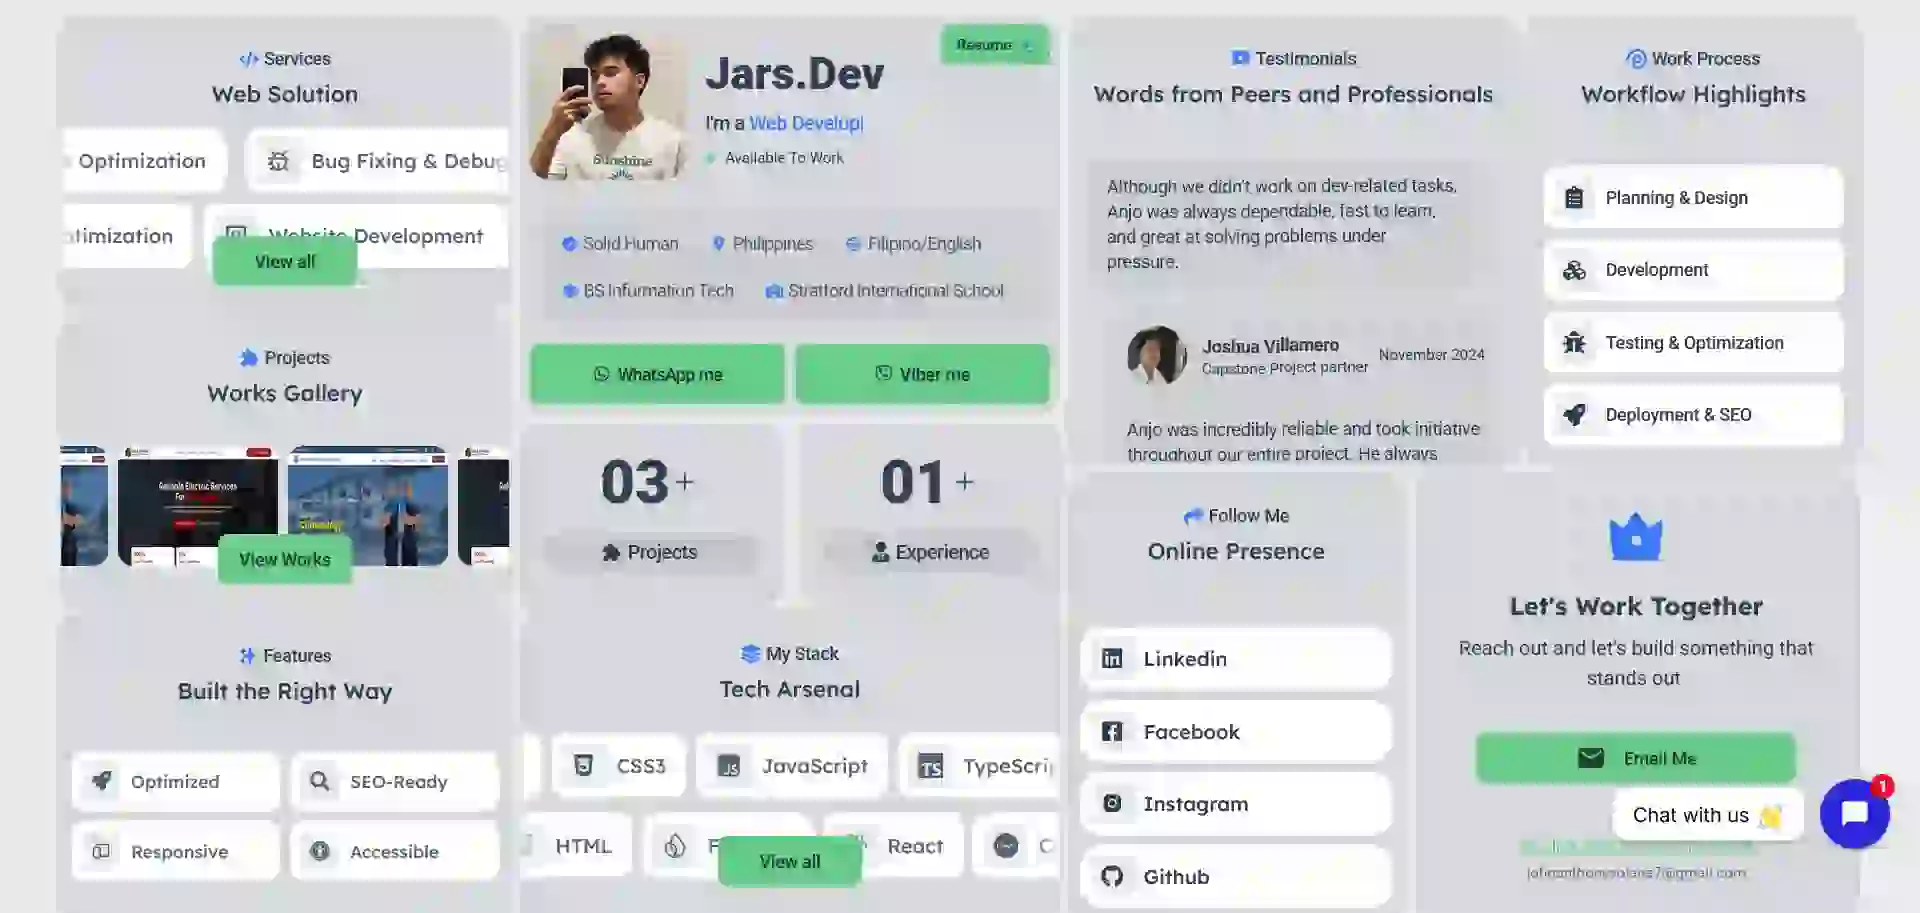 Services
Web Solution
Optimization
Bug Fixing & Debug
timization
Website Development
View all
Projects
Works Gallery
View Works
Features
Built the Right Way
Optimized
SEO-Ready
Responsive
Accessible
Resume
Jars.Dev
I'm a Web Develop|
Available To Work
Sunshine
Solid Human
Philippines
Filipino/English
BS Information Tech
Stratford International School
WhatsApp me
Viber me
03+
Projects
01+
Experience
My Stack
Tech Arsenal
CSS3
JavaScript
TypeScri
HTML
F
React
C
View all
Testimonials
Words from Peers and Professionals
Although we didn't work on dev-related tasks,
Anjo was always dependable, fast to learn,
and great at solving problems under
pressure.
Joshua Villamero
Capstone Project partner
November 2024
Anjo was incredibly reliable and took initiative
throughout our entire project. He always
Work Process
Workflow Highlights
Planning & Design
Development
Testing & Optimization
Deployment & SEO
Follow Me
Online Presence
Linkedin
Facebook
Instagram
Github
Let's Work Together
Reach out and let's build something that
stands out
Email Me
Chat with us 👋
1